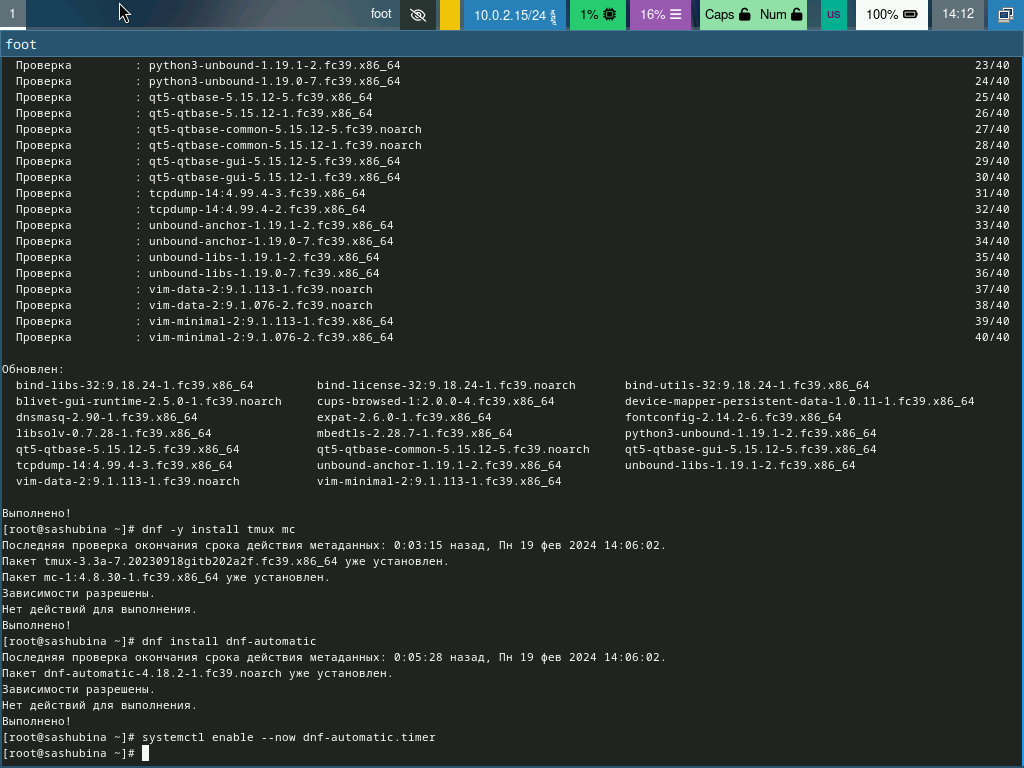 1 foot 10.0.2.15/24 1% 16% Caps Num us 100% 14:12
foot
Проверка : python3-unbound-1.19.1-2.fc39.x86_64 23/40
Проверка : python3-unbound-1.19.0-7.fc39.x86_64 24/40
Проверка : qt5-qtbase-5.15.12-5.fc39.x86_64 25/40
Проверка : qt5-qtbase-5.15.12-1.fc39.x86_64 26/40
Проверка : qt5-qtbase-common-5.15.12-5.fc39.noarch 27/40
Проверка : qt5-qtbase-common-5.15.12-1.fc39.noarch 28/40
Проверка : qt5-qtbase-gui-5.15.12-5.fc39.x86_64 29/40
Проверка : qt5-qtbase-gui-5.15.12-1.fc39.x86_64 30/40
Проверка : tcpdump-14:4.99.4-3.fc39.x86_64 31/40
Проверка : tcpdump-14:4.99.4-2.fc39.x86_64 32/40
Проверка : unbound-anchor-1.19.1-2.fc39.x86_64 33/40
Проверка : unbound-anchor-1.19.0-7.fc39.x86_64 34/40
Проверка : unbound-libs-1.19.1-2.fc39.x86_64 35/40
Проверка : unbound-libs-1.19.0-7.fc39.x86_64 36/40
Проверка : vim-data-2:9.1.113-1.fc39.noarch 37/40
Проверка : vim-data-2:9.1.076-2.fc39.noarch 38/40
Проверка : vim-minimal-2:9.1.113-1.fc39.x86_64 39/40
Проверка : vim-minimal-2:9.1.076-2.fc39.x86_64 40/40
Обновлен:
bind-libs-32:9.18.24-1.fc39.x86_64 bind-license-32:9.18.24-1.fc39.noarch bind-utils-32:9.18.24-1.fc39.x86_64
blivet-gui-runtime-2.5.0-1.fc39.noarch cups-browsed-1:2.0.0-4.fc39.x86_64 device-mapper-persistent-data-1.0.11-1.fc39.x86_64
dnsmasq-2.90-1.fc39.x86_64 expat-2.6.0-1.fc39.x86_64 fontconfig-2.14.2-6.fc39.x86_64
libsolv-0.7.28-1.fc39.x86_64 mbedtls-2.28.7-1.fc39.x86_64 python3-unbound-1.19.1-2.fc39.x86_64
qt5-qtbase-5.15.12-5.fc39.x86_64 qt5-qtbase-common-5.15.12-5.fc39.noarch qt5-qtbase-gui-5.15.12-5.fc39.x86_64
tcpdump-14:4.99.4-3.fc39.x86_64 unbound-anchor-1.19.1-2.fc39.x86_64 unbound-libs-1.19.1-2.fc39.x86_64
vim-data-2:9.1.113-1.fc39.noarch vim-minimal-2:9.1.113-1.fc39.x86_64
Выполнено!
[root@sashubina ~]# dnf -y install tmux mc
Последняя проверка окончания срока действия метаданных: 0:03:15 назад, Пн 19 фев 2024 14:06:02.
Пакет tmux-3.3a-7.20230918gitb202a2f.fc39.x86_64 уже установлен.
Пакет mc-1:4.8.30-1.fc39.x86_64 уже установлен.
Зависимости разрешены.
Нет действий для выполнения.
Выполнено!
[root@sashubina ~]# dnf install dnf-automatic
Последняя проверка окончания срока действия метаданных: 0:05:28 назад, Пн 19 фев 2024 14:06:02.
Пакет dnf-automatic-4.18.2-1.fc39.noarch уже установлен.
Зависимости разрешены.
Нет действий для выполнения.
Выполнено!
[root@sashubina ~]# systemctl enable --now dnf-automatic.timer
[root@sashubina ~]#